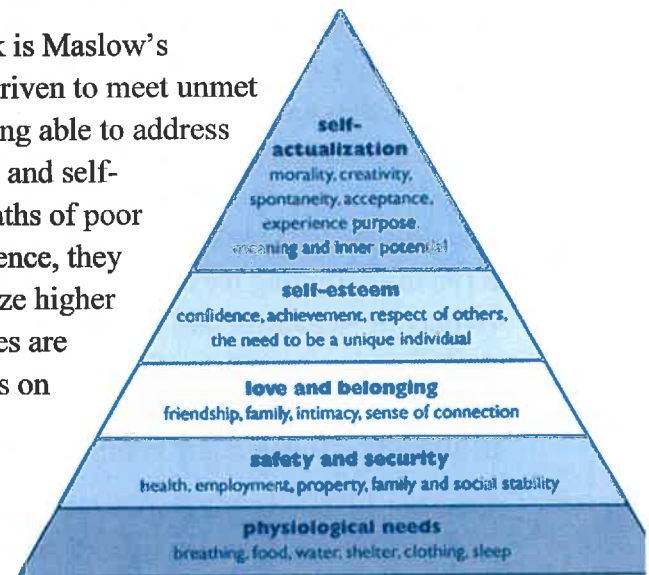 k is Maslow's
riven to meet unmet
ng able to address
and self-
aths of poor
ence, they
ze higher
es are
s on
self-
actualization
morality, creativity,
spontaneity, acceptance,
experience purpose,
meaning and inner potential
self-esteem
confidence, achievement, respect of others,
the need to be a unique individual
love and belonging
friendship, family, intimacy, sense of connection
safety and security
health, employment, property, family and social stability
physiological needs
breathing, food, water, shelter, clothing, sleep